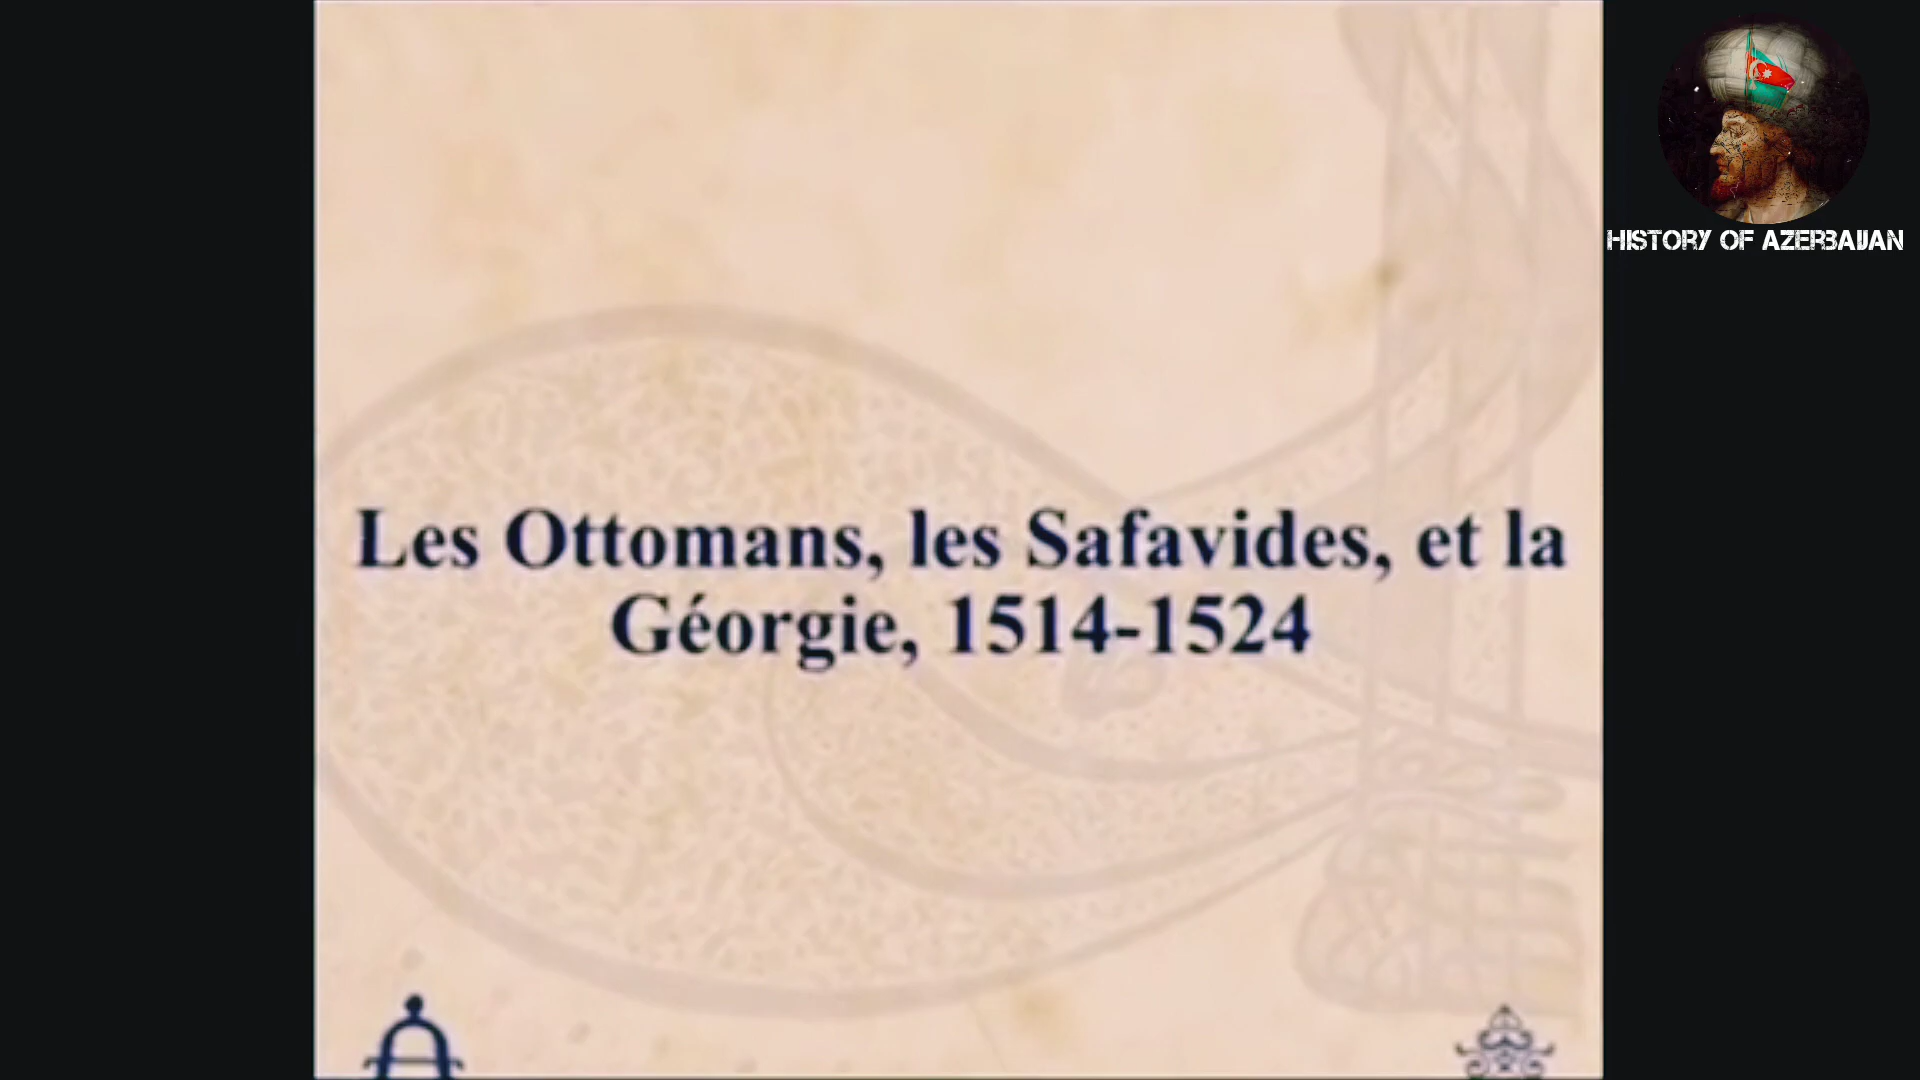 HISTORY OF AZERBAIJAN
Les Ottomans, les Safavides, et la
Géorgie, 1514-1524